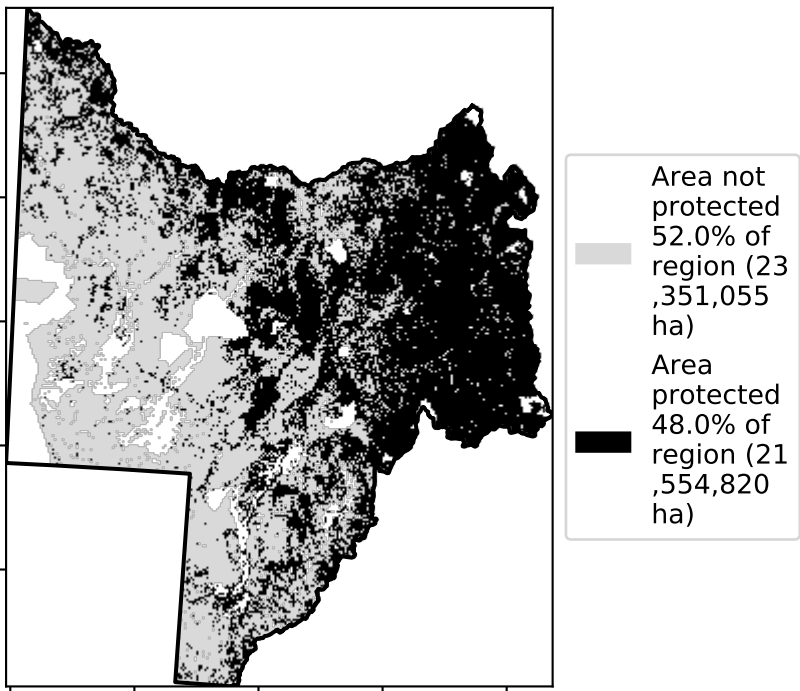 Area not
protected
52.0% of
region (23
,351,055
ha)
Area
protected
48.0% of
region (21
,554,820
ha)